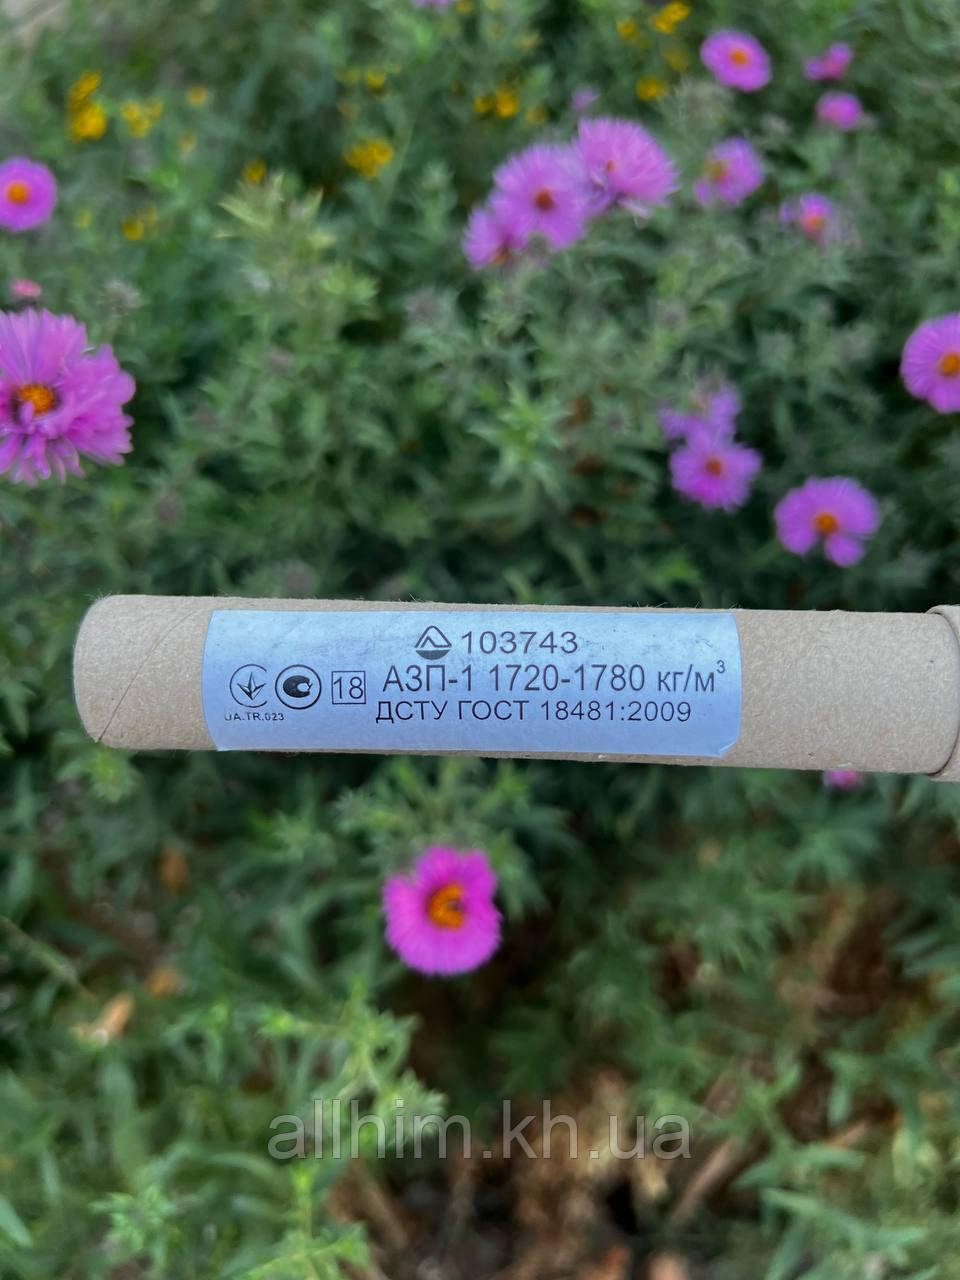 103743
18 АЗП-1 1720-1780 кг/м³
UA.TR.023 ДСТУ ГОСТ 18481:2009
allhim.kh.ua